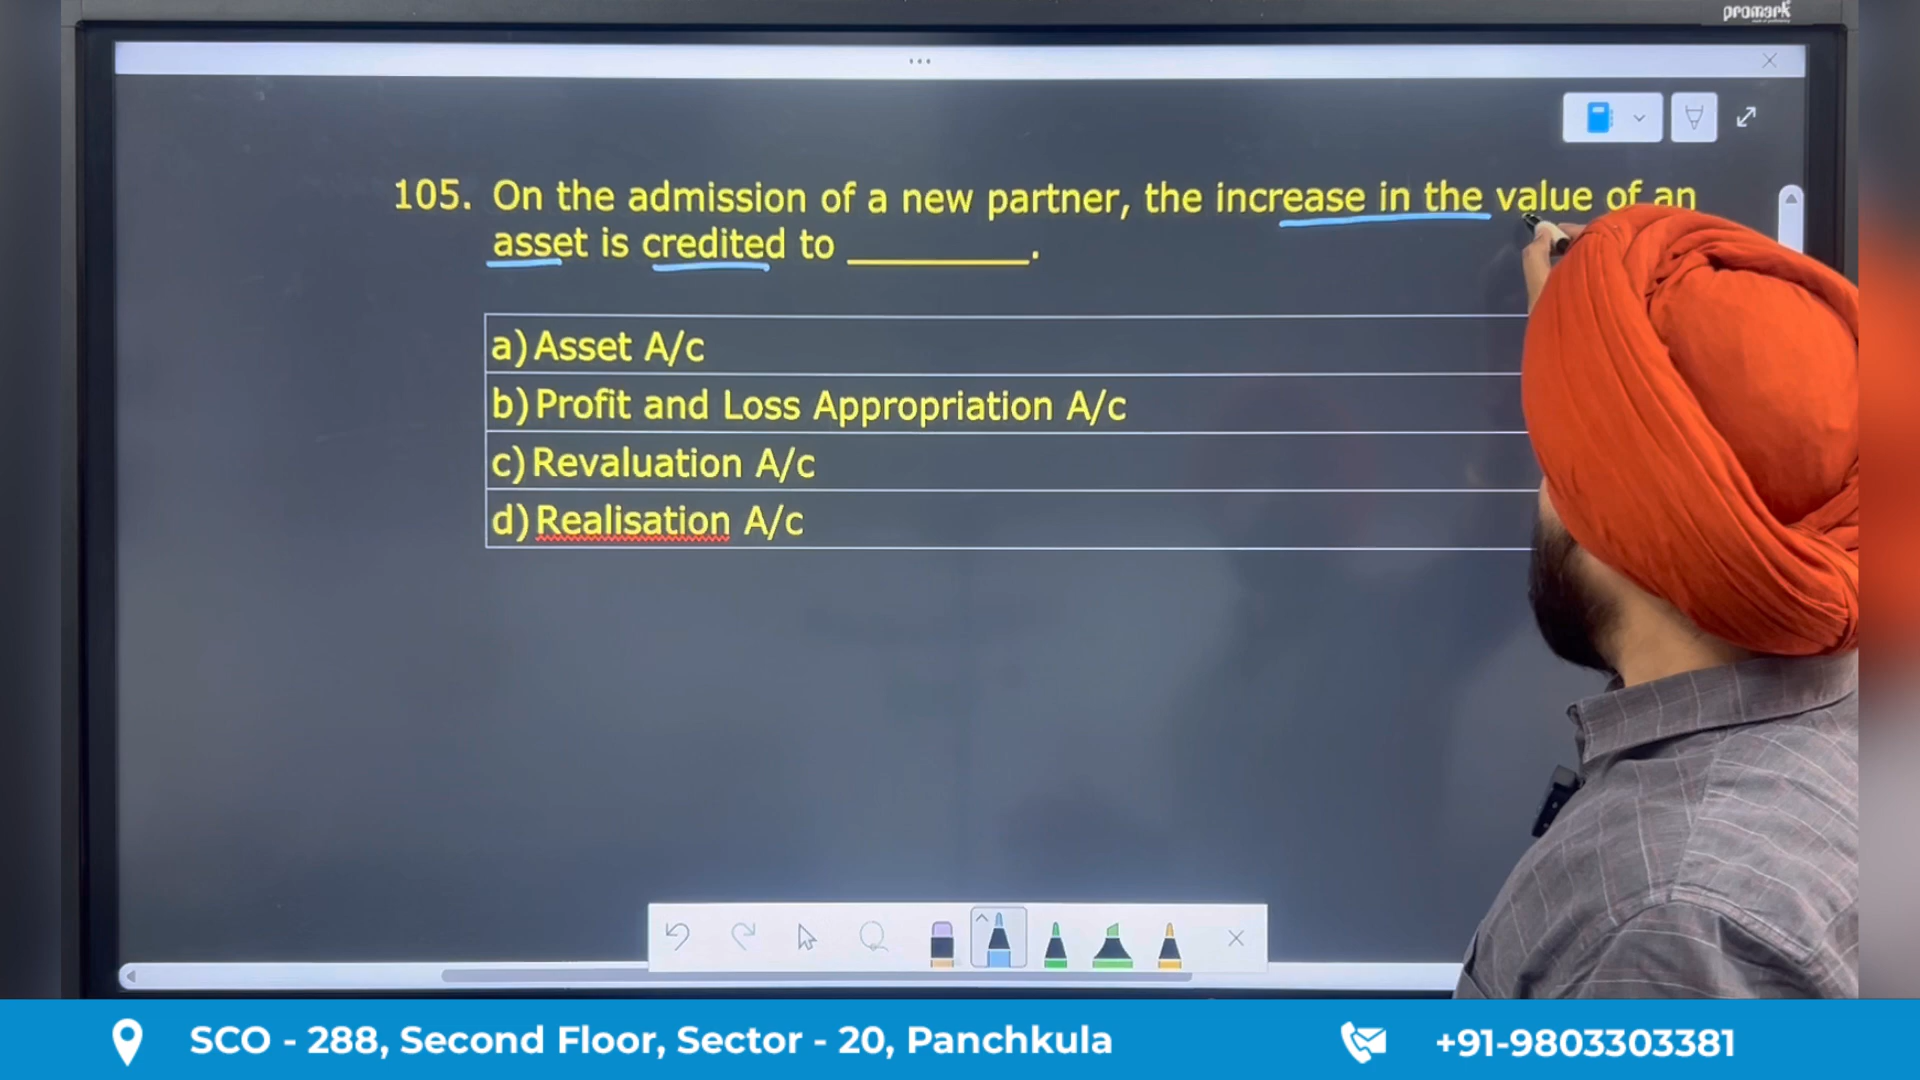 promark
105. On the admission of a new partner, the increase in the value of an
asset is credited to __________.
a) Asset A/c
b) Profit and Loss Appropriation A/c
c) Revaluation A/c
d) Realisation A/c
SCO - 288, Second Floor, Sector - 20, Panchkula
+91-9803303381